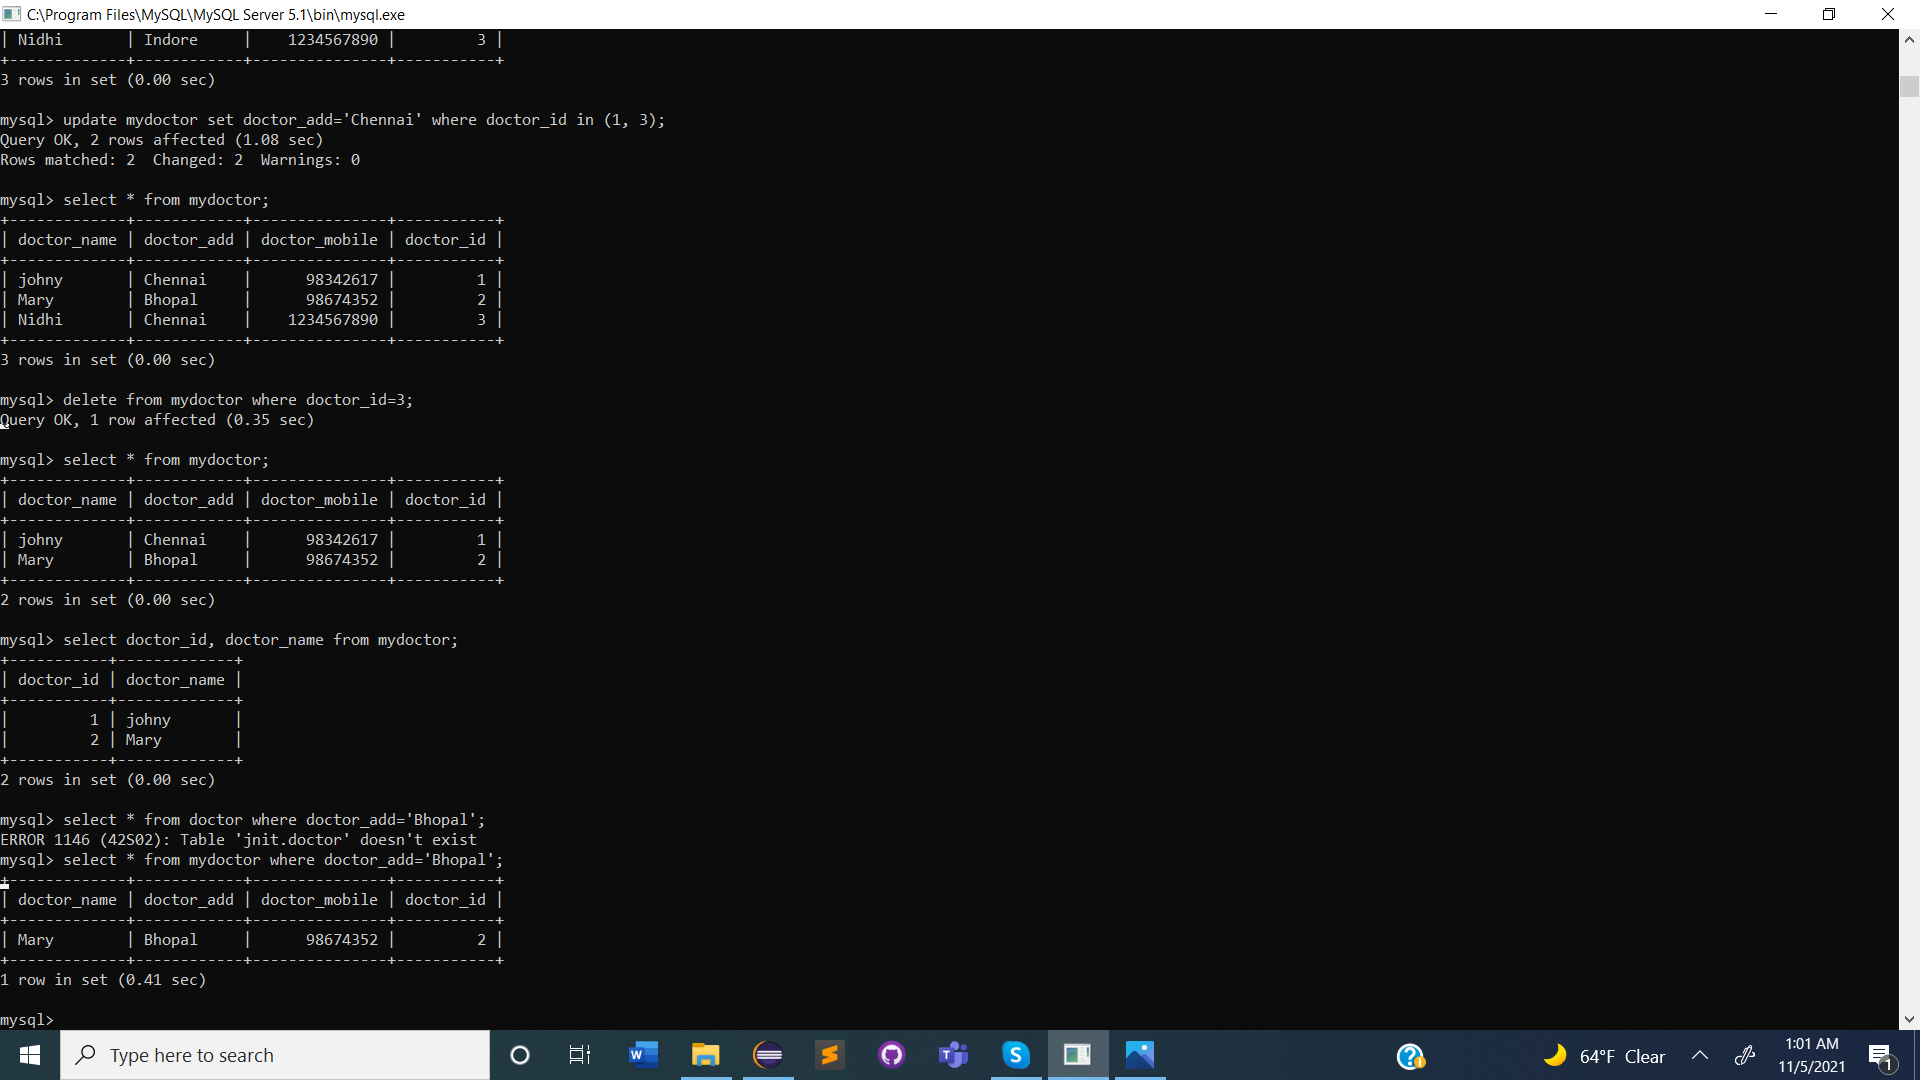 C:\Program Files\MySQL\MySQL Server 5.1\bin\mysql.exe
| Nidhi       | Indore     |    1234567890 |         3 |
+-------------+------------+---------------+-----------+
3 rows in set (0.00 sec)
mysql> update mydoctor set doctor_add='Chennai' where doctor_id in (1, 3);
Query OK, 2 rows affected (1.08 sec)
Rows matched: 2  Changed: 2  Warnings: 0
mysql> select * from mydoctor;
+-------------+------------+---------------+-----------+
| doctor_name | doctor_add | doctor_mobile | doctor_id |
+-------------+------------+---------------+-----------+
| johny       | Chennai    |      98342617 |         1 |
| Mary        | Bhopal     |      98674352 |         2 |
| Nidhi       | Chennai    |    1234567890 |         3 |
+-------------+------------+---------------+-----------+
3 rows in set (0.00 sec)
mysql> delete from mydoctor where doctor_id=3;
Query OK, 1 row affected (0.35 sec)
mysql> select * from mydoctor;
+-------------+------------+---------------+-----------+
| doctor_name | doctor_add | doctor_mobile | doctor_id |
+-------------+------------+---------------+-----------+
| johny       | Chennai    |      98342617 |         1 |
| Mary        | Bhopal     |      98674352 |         2 |
+-------------+------------+---------------+-----------+
2 rows in set (0.00 sec)
mysql> select doctor_id, doctor_name from mydoctor;
+-----------+-------------+
| doctor_id | doctor_name |
+-----------+-------------+
|         1 | johny       |
|         2 | Mary        |
+-----------+-------------+
2 rows in set (0.00 sec)
mysql> select * from doctor where doctor_add='Bhopal';
ERROR 1146 (42S02): Table 'jnit.doctor' doesn't exist
mysql> select * from mydoctor where doctor_add='Bhopal';
+-------------+------------+---------------+-----------+
| doctor_name | doctor_add | doctor_mobile | doctor_id |
+-------------+------------+---------------+-----------+
| Mary        | Bhopal     |      98674352 |         2 |
+-------------+------------+---------------+-----------+
1 row in set (0.41 sec)
mysql>
Type here to search
64°F Clear
1:01 AM
11/5/2021
1